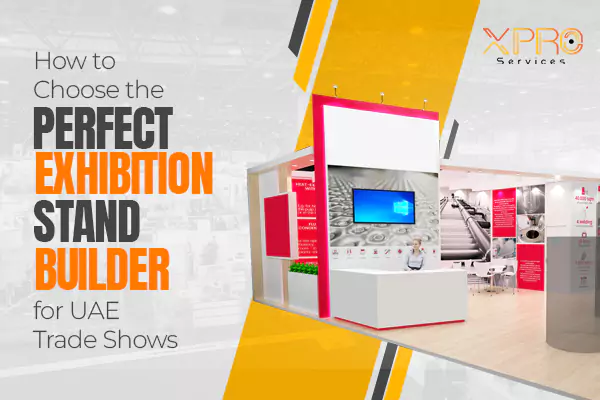 XPRO
Services
How to
Choose the
PERFECT
EXHIBITION
STAND
BUILDER
for UAE
Trade Shows